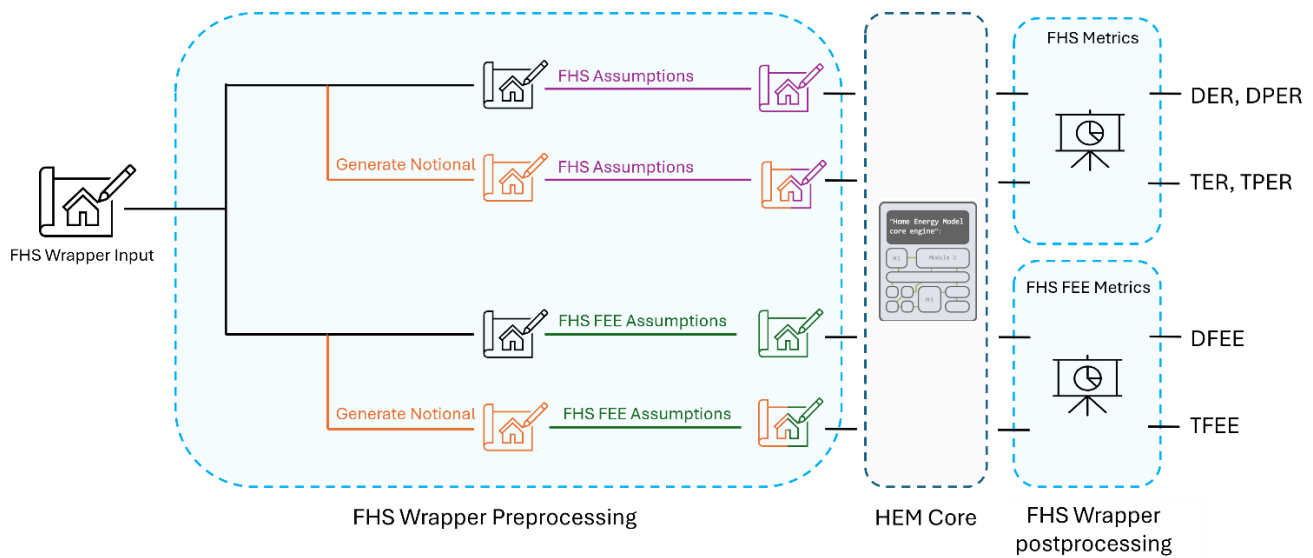 FHS Wrapper Input
FHS Assumptions
Generate Notional
FHS Assumptions
FHS FEE Assumptions
Generate Notional
FHS FEE Assumptions
FHS Wrapper Preprocessing
"Home Energy Model
core engine":
M1
Module 2
M3
HEM Core
FHS Metrics
DER, DPER
TER, TPER
FHS FEE Metrics
DFEE
TFEE
FHS Wrapper
postprocessing